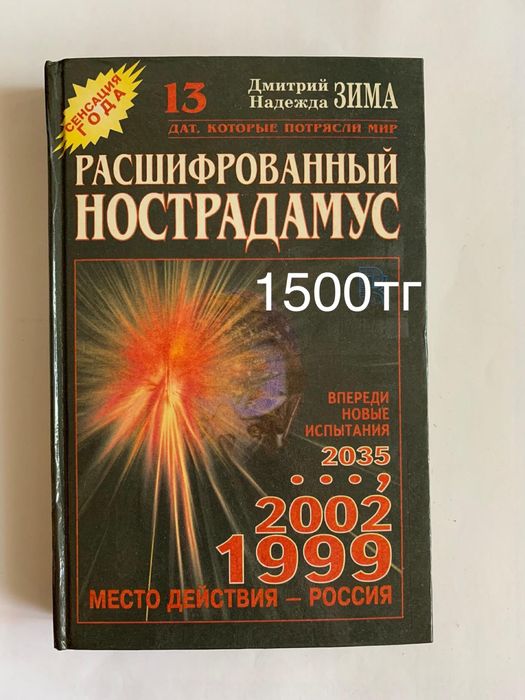 СЕНСАЦИЯ
ГОДА
13
Дмитрий
Надежда
ЗИМА
ДАТ, КОТОРЫЕ ПОТРЯСЛИ МИР
РАСШИФРОВАННЫЙ
НОСТРАДАМУС
1500тг
ВПЕРЕДИ
НОВЫЕ
ИСПЫТАНИЯ
2035
...,
2002
1999
МЕСТО ДЕЙСТВИЯ – РОССИЯ